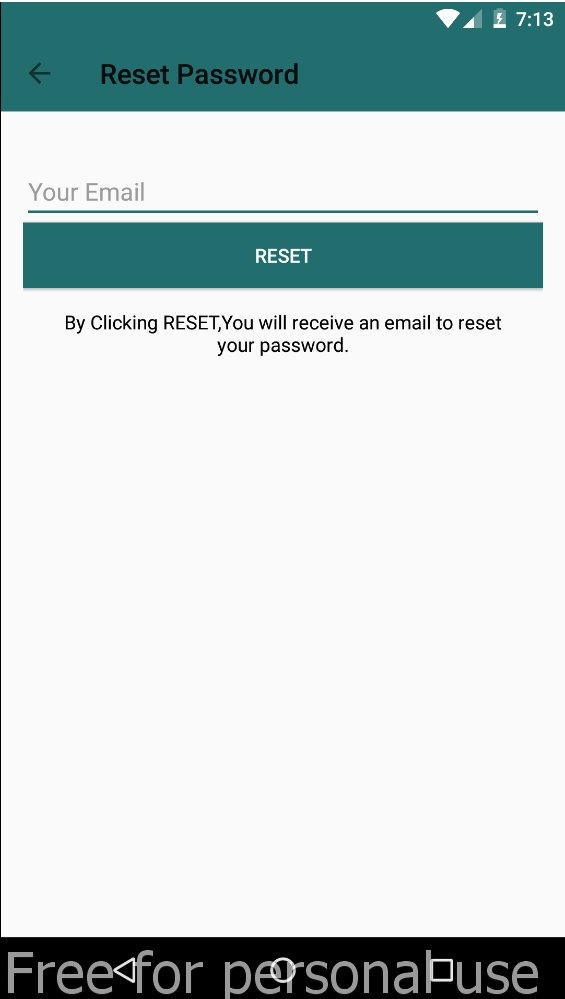 7:13
Reset Password
Your Email
RESET
By Clicking RESET,You will receive an email to reset
your password.
Free for personal use